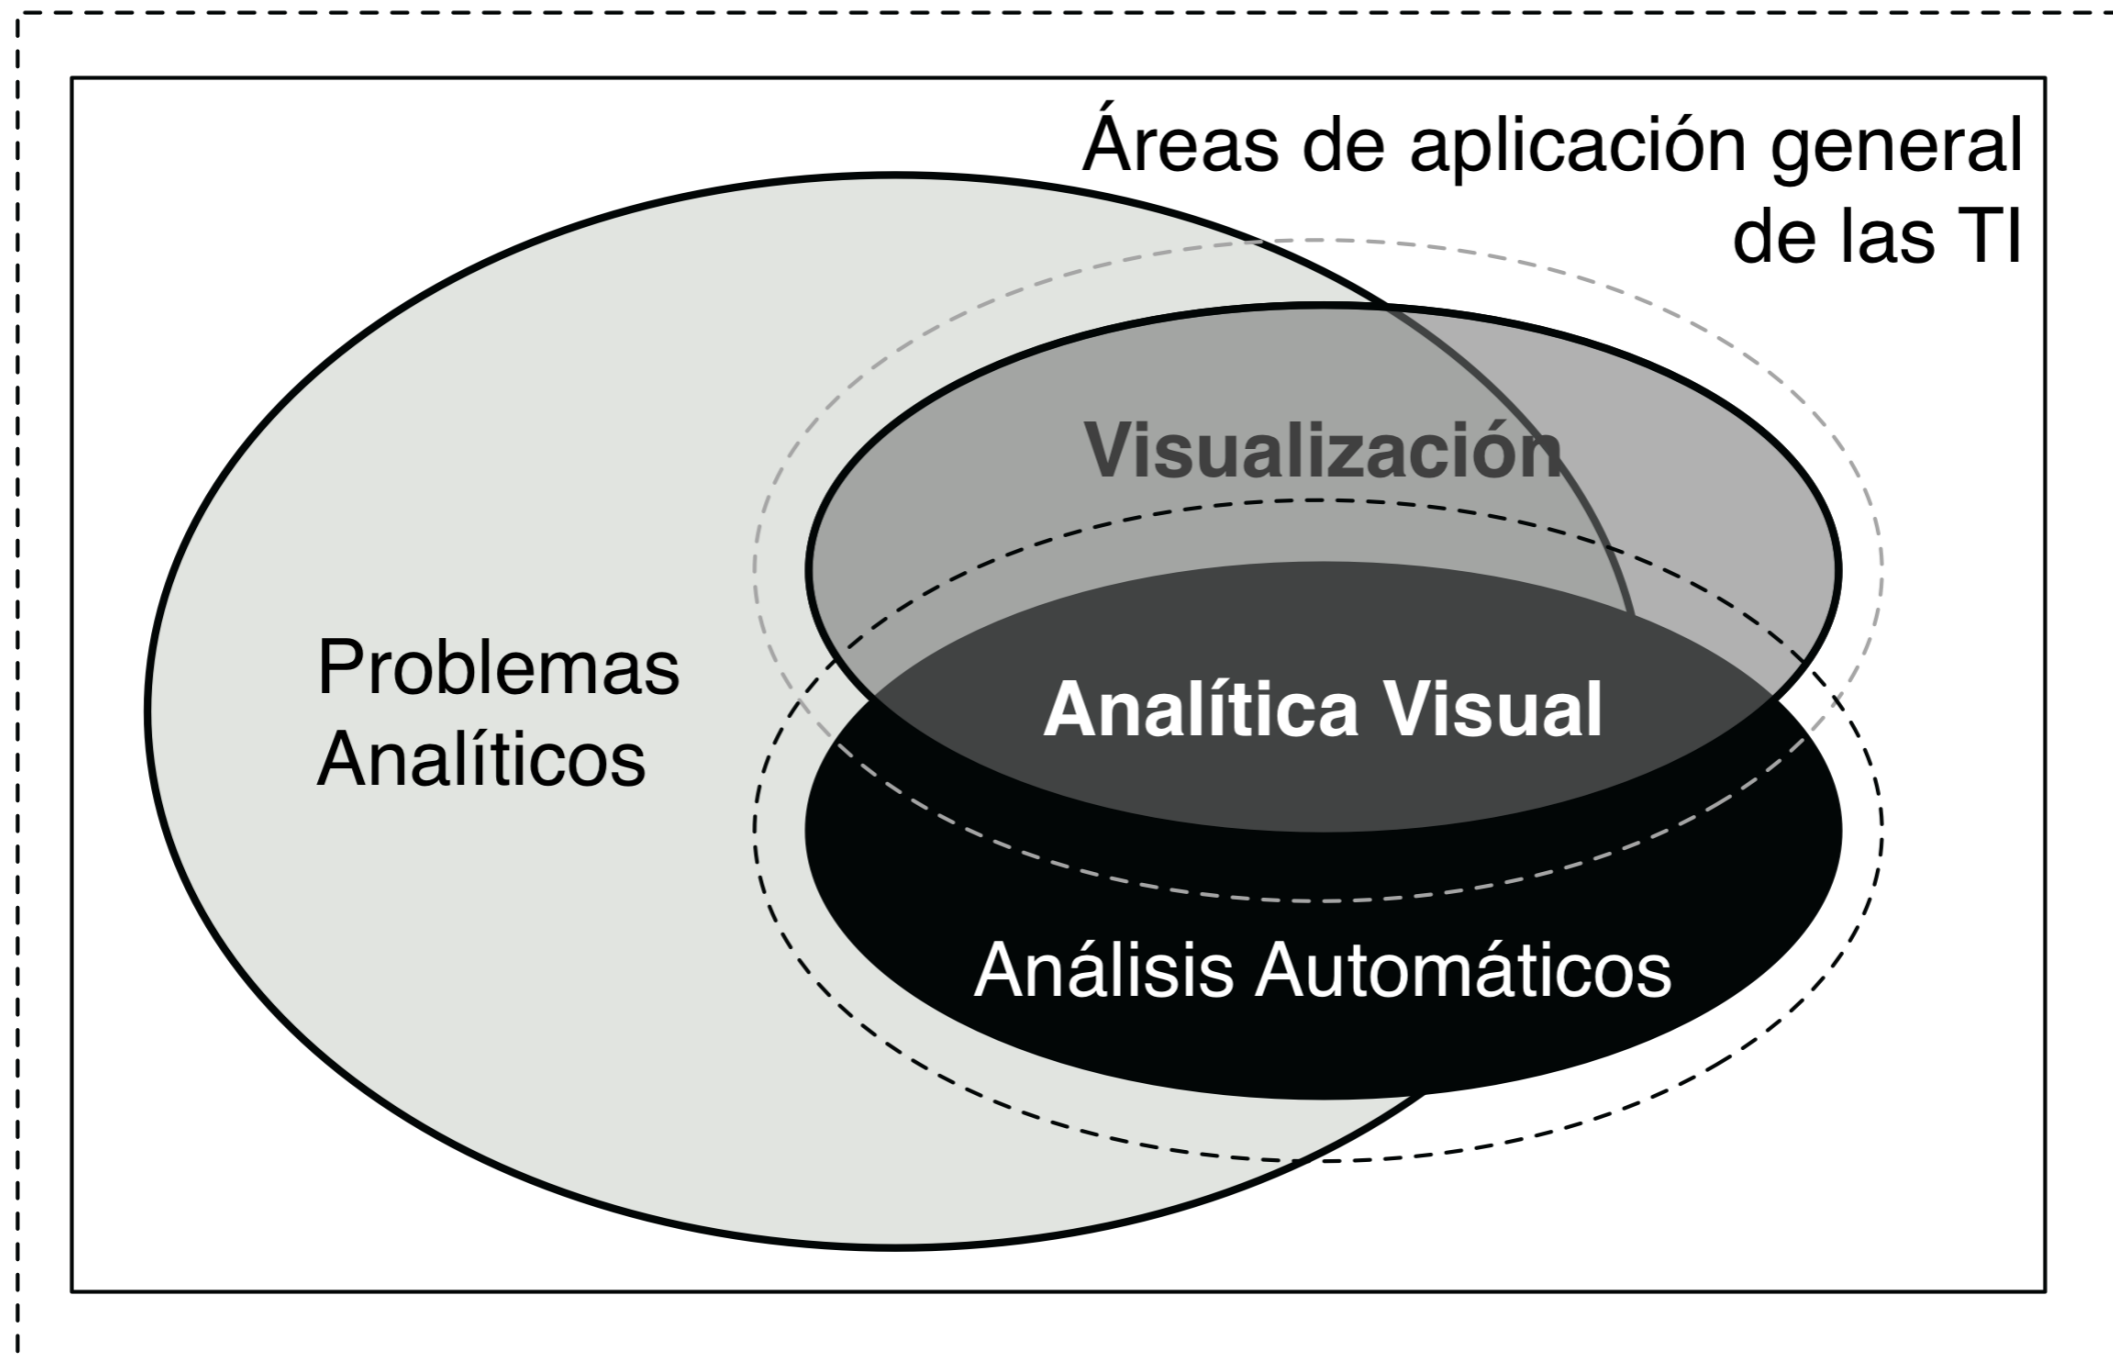 Áreas de aplicación general
de las TI
Visualización
Problemas
Analíticos
Analítica Visual
Análisis Automáticos